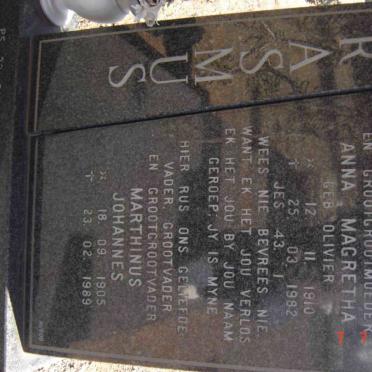 RASMUS
EN GROOTGROOTMOEDER
ANNA MAGRETHA
GEB OLIVIER
* 12. 11 1910
† 25. 03 1982
JES 43:1
WEES NIE BEVREES NIE
WANT EK HET JOU VERLOS
EK HET JOU BY JOU NAAM
GEROEP, JY IS MYNE
HIER RUS ONS GELIEFDE
VADER, GROOTVADER
EN GROOTGROOTVADER
MARTHINUS
JOHANNES
* 18. 09. 1905
† 23. 02. 1989